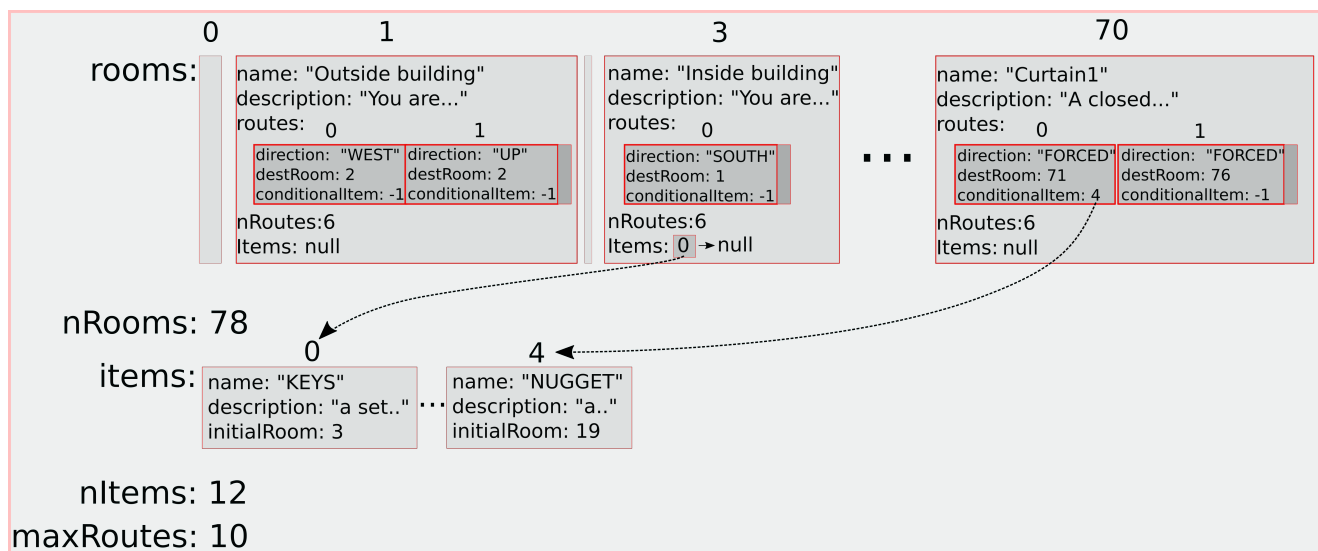 0 1 3 70
rooms:
name: "Outside building"
description: "You are..."
routes:
0 1
direction: "WEST"
destRoom: 2
conditionalItem: -1
direction: "UP"
destRoom: 2
conditionalItem: -1
nRoutes:6
Items: null
name: "Inside building"
description: "You are..."
routes:
0
direction: "SOUTH"
destRoom: 1
conditionalItem: -1
nRoutes:6
Items: 0 null
...
name: "Curtain1"
description: "A closed..."
routes:
0 1
direction: "FORCED"
destRoom: 71
conditionalItem: 4
direction: "FORCED"
destRoom: 76
conditionalItem: -1
nRoutes:6
Items: null
nRooms: 78
0 4
items:
name: "KEYS"
description: "a set.."
initialRoom: 3
...
name: "NUGGET"
description: "a.."
initialRoom: 19
nItems: 12
maxRoutes: 10